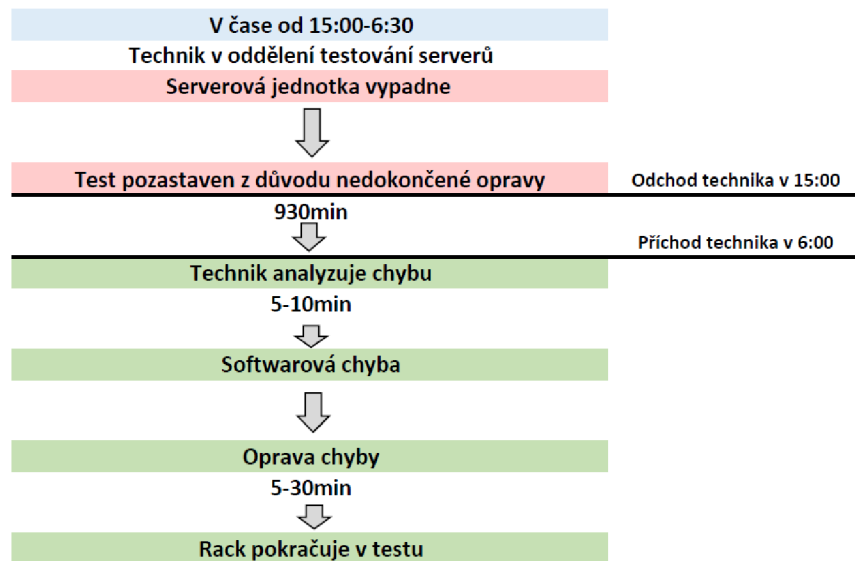 V čase od 15:00-6:30
Technik v oddělení testování serverů
Serverová jednotka vypadne
Test pozastaven z důvodu nedokončené opravy
Odchod technika v 15:00
930min
Příchod technika v 6:00
Technik analyzuje chybu
5-10min
Softwarová chyba
Oprava chyby
5-30min
Rack pokračuje v testu